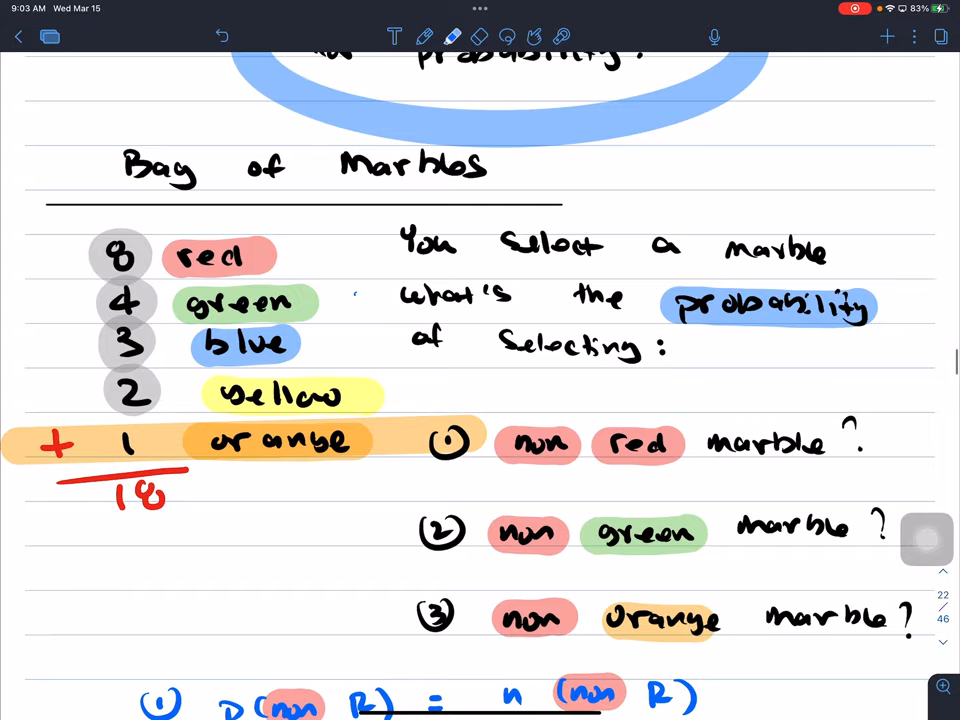 9:03 AM Wed Mar 15
83%
probability?
Bag of Marbles
8 red
4 green
3 blue
2 yellow
+ 1 orange
18
You select a marble
what's the probability
of selecting:
① non red marble?
② non green marble?
③ non orange marble?
22
/
46
① P(non R) = n (non R)